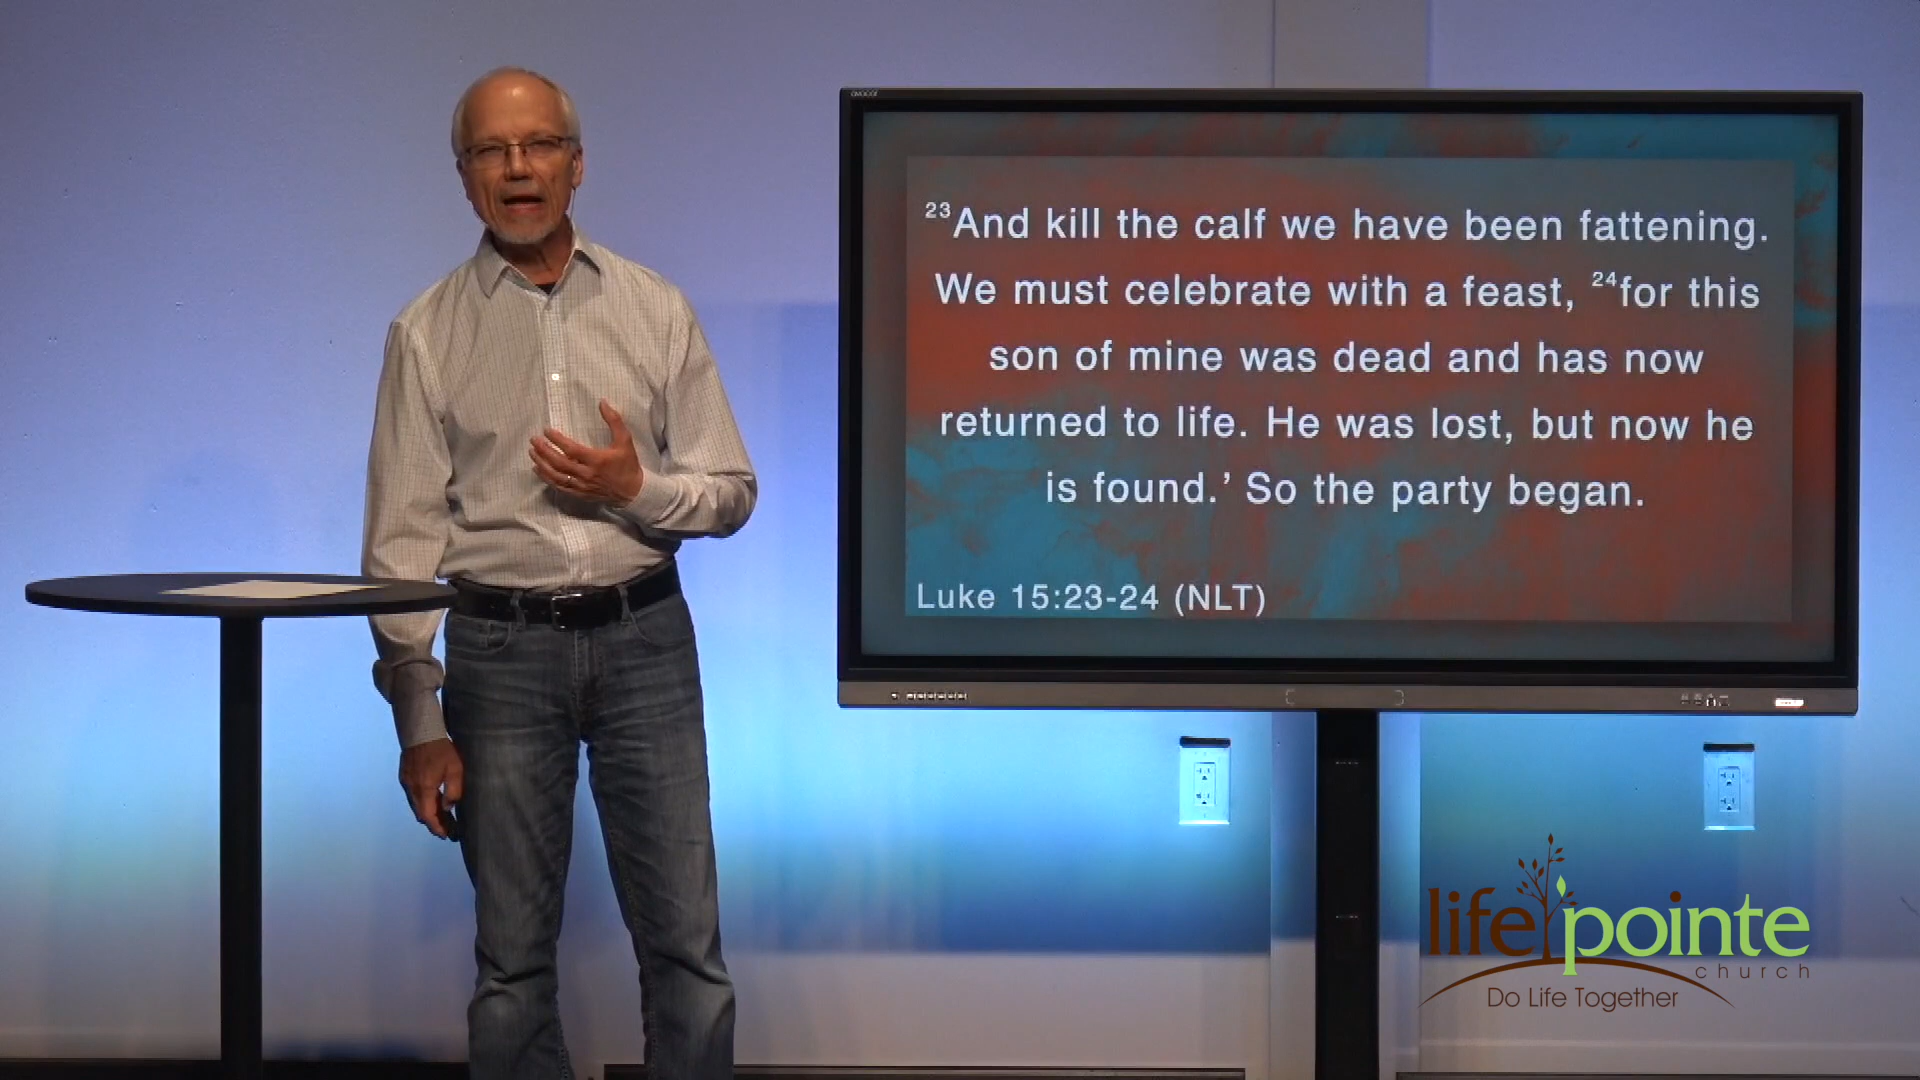 avocor
²³And kill the calf we have been fattening.
We must celebrate with a feast, ²⁴for this
son of mine was dead and has now
returned to life. He was lost, but now he
is found.’ So the party began.
Luke 15:23-24 (NLT)
life pointe
church
Do Life Together